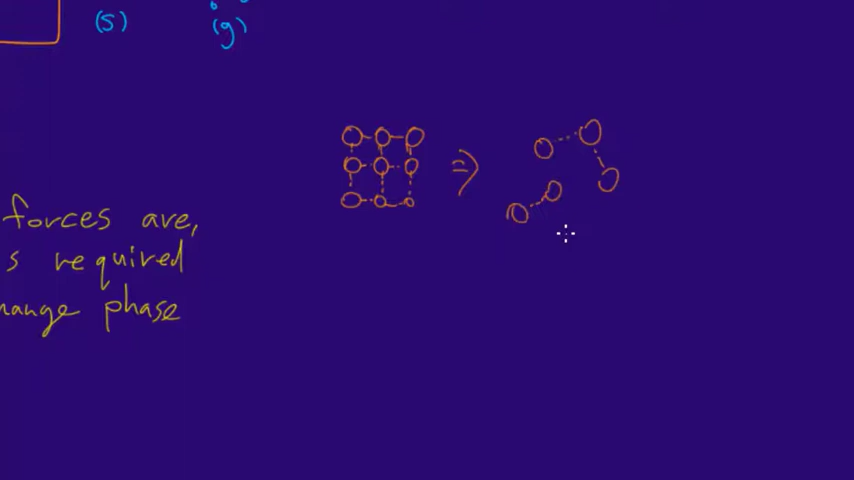 (s) (g)
forces are,
s required
hange phase